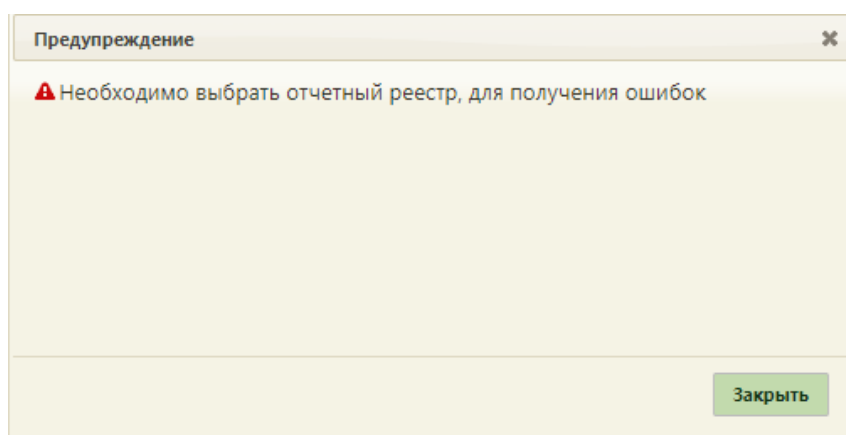 Предупреждение
Необходимо выбрать отчетный реестр, для получения ошибок
Закрыть